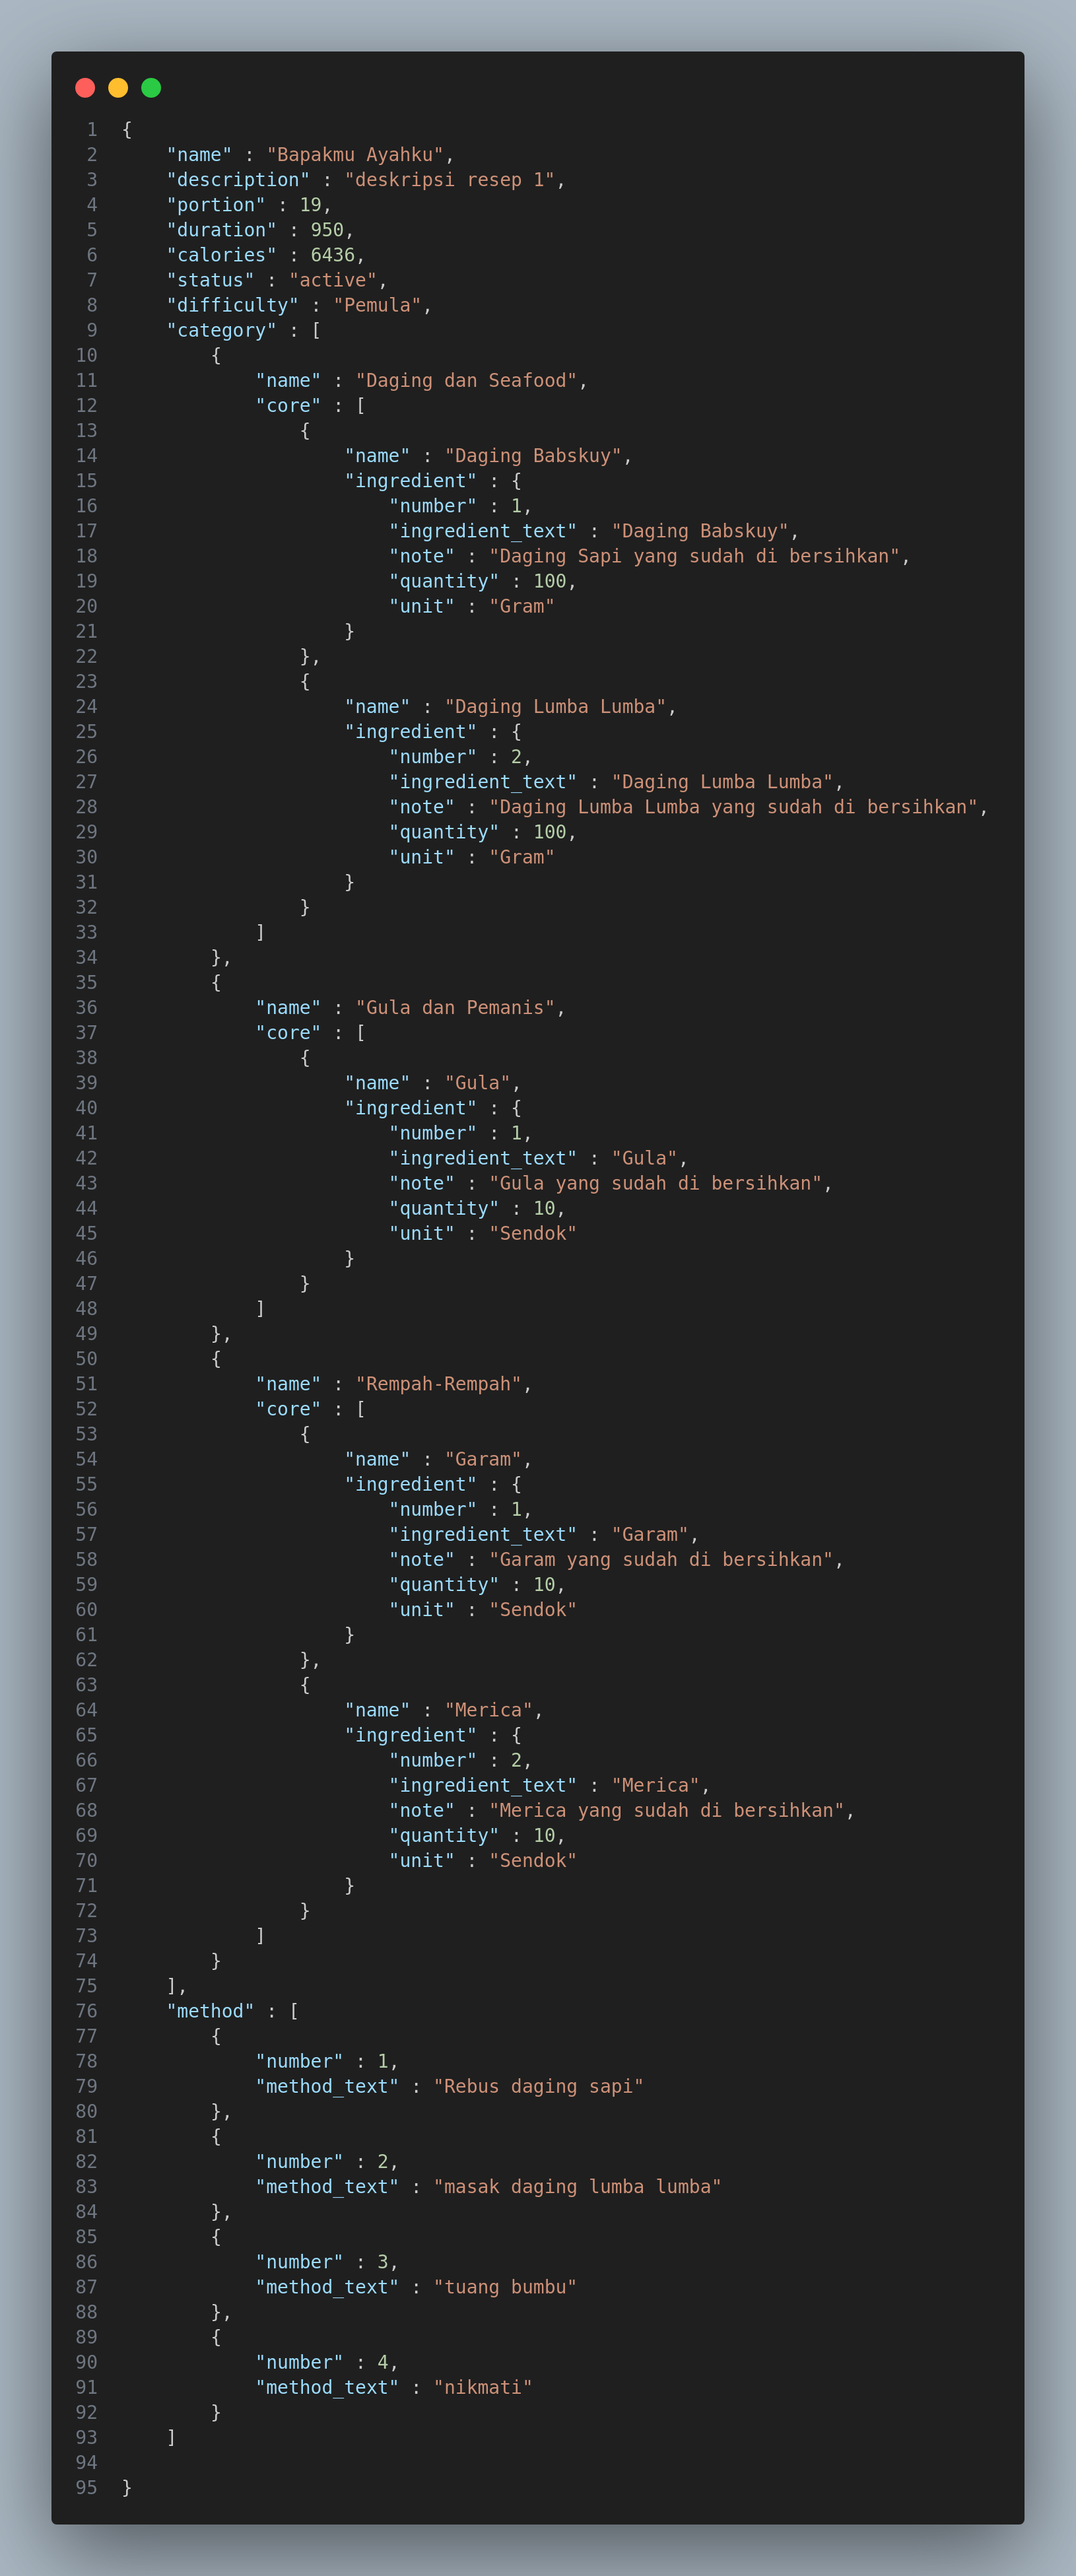 1 {
2     "name" : "Bapakmu Ayahku",
3     "description" : "deskripsi resep 1",
4     "portion" : 19,
5     "duration" : 950,
6     "calories" : 6436,
7     "status" : "active",
8     "difficulty" : "Pemula",
9     "category" : [
10         {
11             "name" : "Daging dan Seafood",
12             "core" : [
13                 {
14                     "name" : "Daging Babskuy",
15                     "ingredient" : {
16                         "number" : 1,
17                         "ingredient_text" : "Daging Babskuy",
18                         "note" : "Daging Sapi yang sudah di bersihkan",
19                         "quantity" : 100,
20                         "unit" : "Gram"
21                     }
22                 },
23                 {
24                     "name" : "Daging Lumba Lumba",
25                     "ingredient" : {
26                         "number" : 2,
27                         "ingredient_text" : "Daging Lumba Lumba",
28                         "note" : "Daging Lumba Lumba yang sudah di bersihkan",
29                         "quantity" : 100,
30                         "unit" : "Gram"
31                     }
32                 }
33             ]
34         },
35         {
36             "name" : "Gula dan Pemanis",
37             "core" : [
38                 {
39                     "name" : "Gula",
40                     "ingredient" : {
41                         "number" : 1,
42                         "ingredient_text" : "Gula",
43                         "note" : "Gula yang sudah di bersihkan",
44                         "quantity" : 10,
45                         "unit" : "Sendok"
46                     }
47                 }
48             ]
49         },
50         {
51             "name" : "Rempah-Rempah",
52             "core" : [
53                 {
54                     "name" : "Garam",
55                     "ingredient" : {
56                         "number" : 1,
57                         "ingredient_text" : "Garam",
58                         "note" : "Garam yang sudah di bersihkan",
59                         "quantity" : 10,
60                         "unit" : "Sendok"
61                     }
62                 },
63                 {
64                     "name" : "Merica",
65                     "ingredient" : {
66                         "number" : 2,
67                         "ingredient_text" : "Merica",
68                         "note" : "Merica yang sudah di bersihkan",
69                         "quantity" : 10,
70                         "unit" : "Sendok"
71                     }
72                 }
73             ]
74         }
75     ],
76     "method" : [
77         {
78             "number" : 1,
79             "method_text" : "Rebus daging sapi"
80         },
81         {
82             "number" : 2,
83             "method_text" : "masak daging lumba lumba"
84         },
85         {
86             "number" : 3,
87             "method_text" : "tuang bumbu"
88         },
89         {
90             "number" : 4,
91             "method_text" : "nikmati"
92         }
93     ]
94
95 }